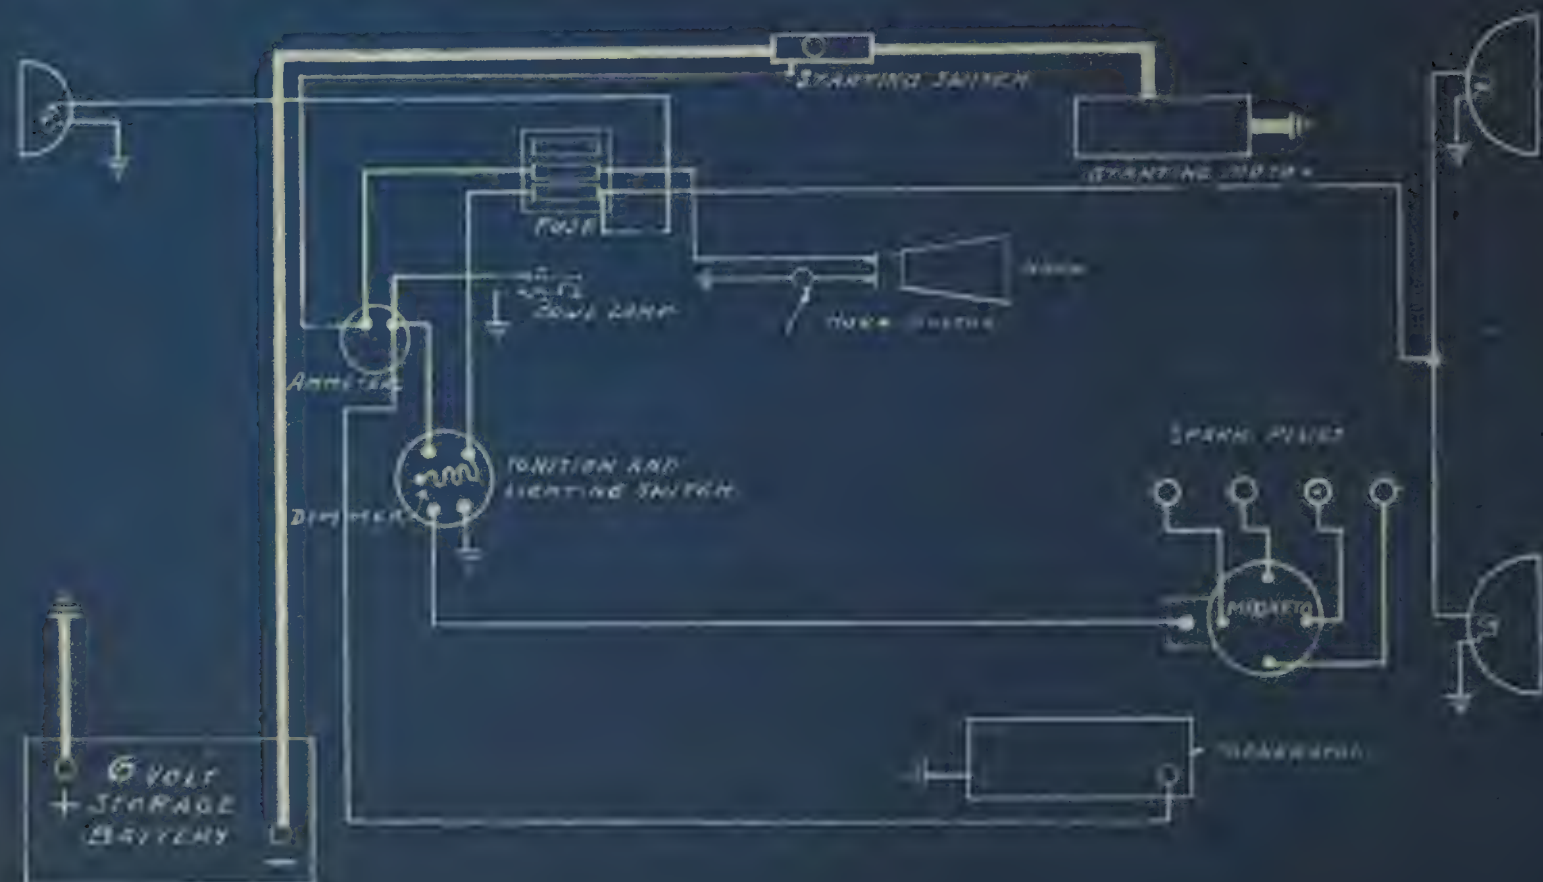 STARTING SWITCH
STARTING MOTOR
FUSE
HORN
COWL LAMP
HORN BUTTON
AMMETER
SPARK PLUGS
IGNITION AND
LIGHTING SWITCH
DIMMER
MAGNETO
GENERATOR
6 VOLT
+ STORAGE
BATTERY
-